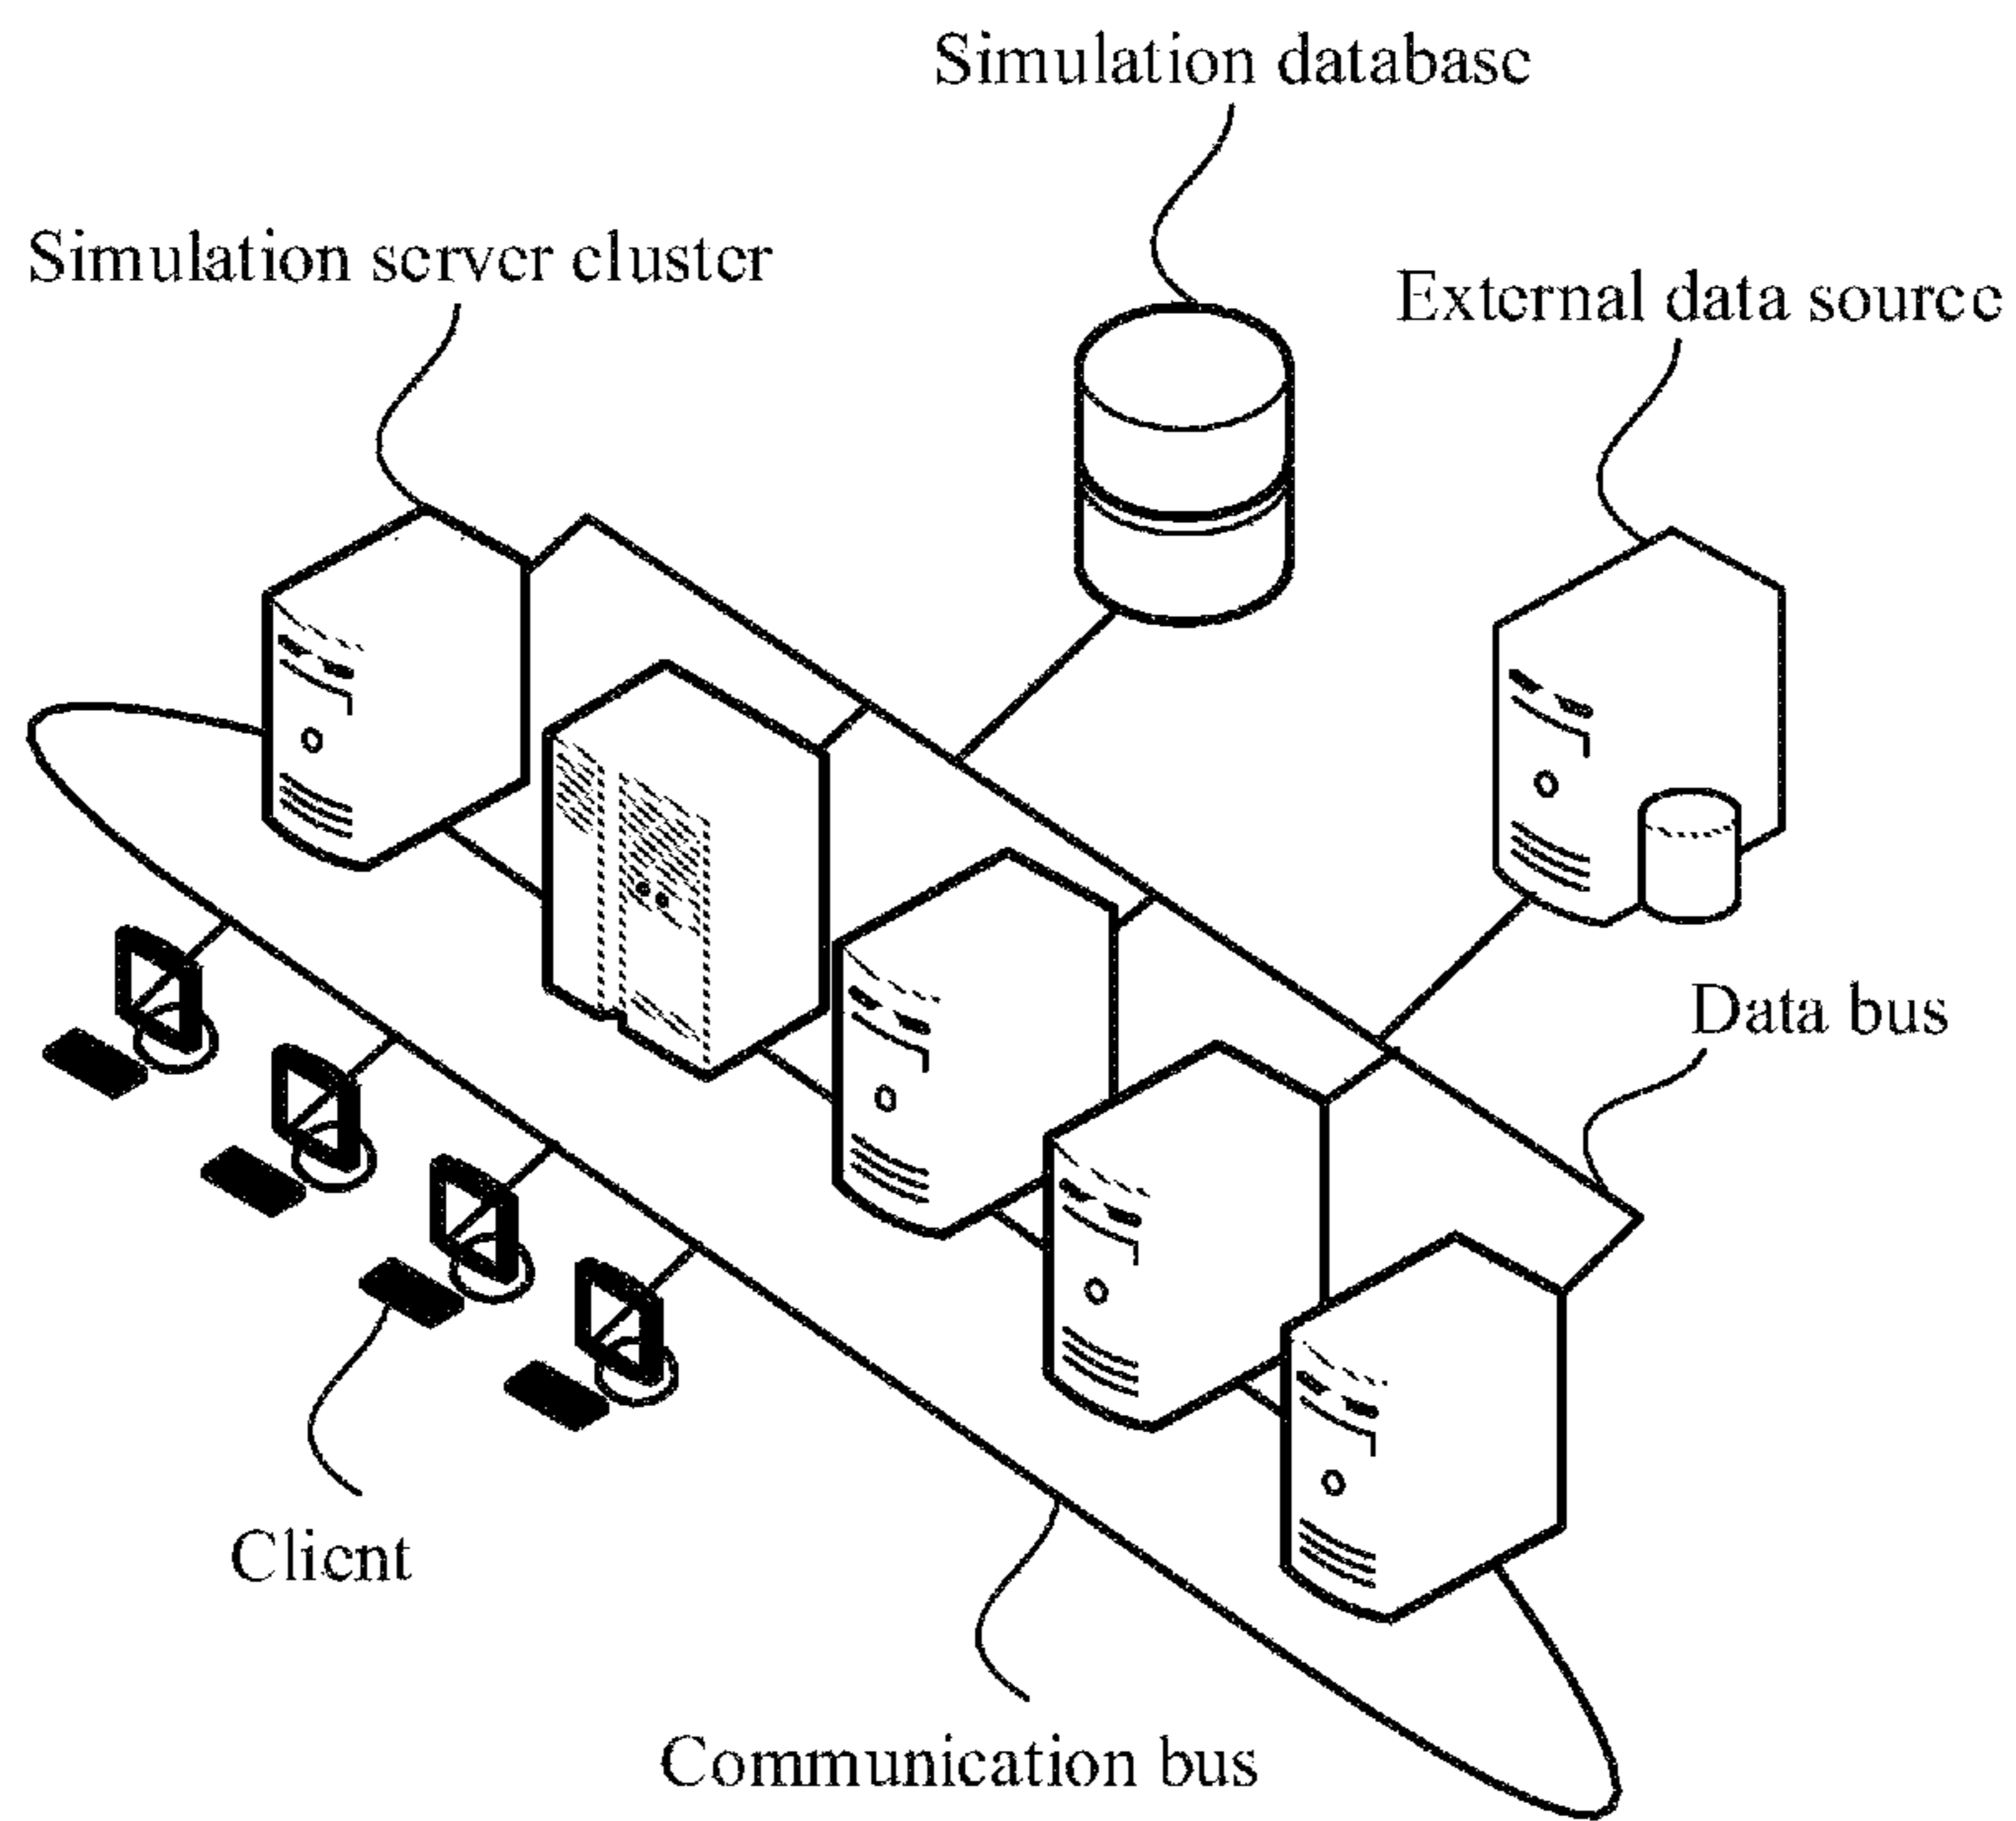 Simulation database
Simulation server cluster
External data source
Data bus
Client
Communication bus